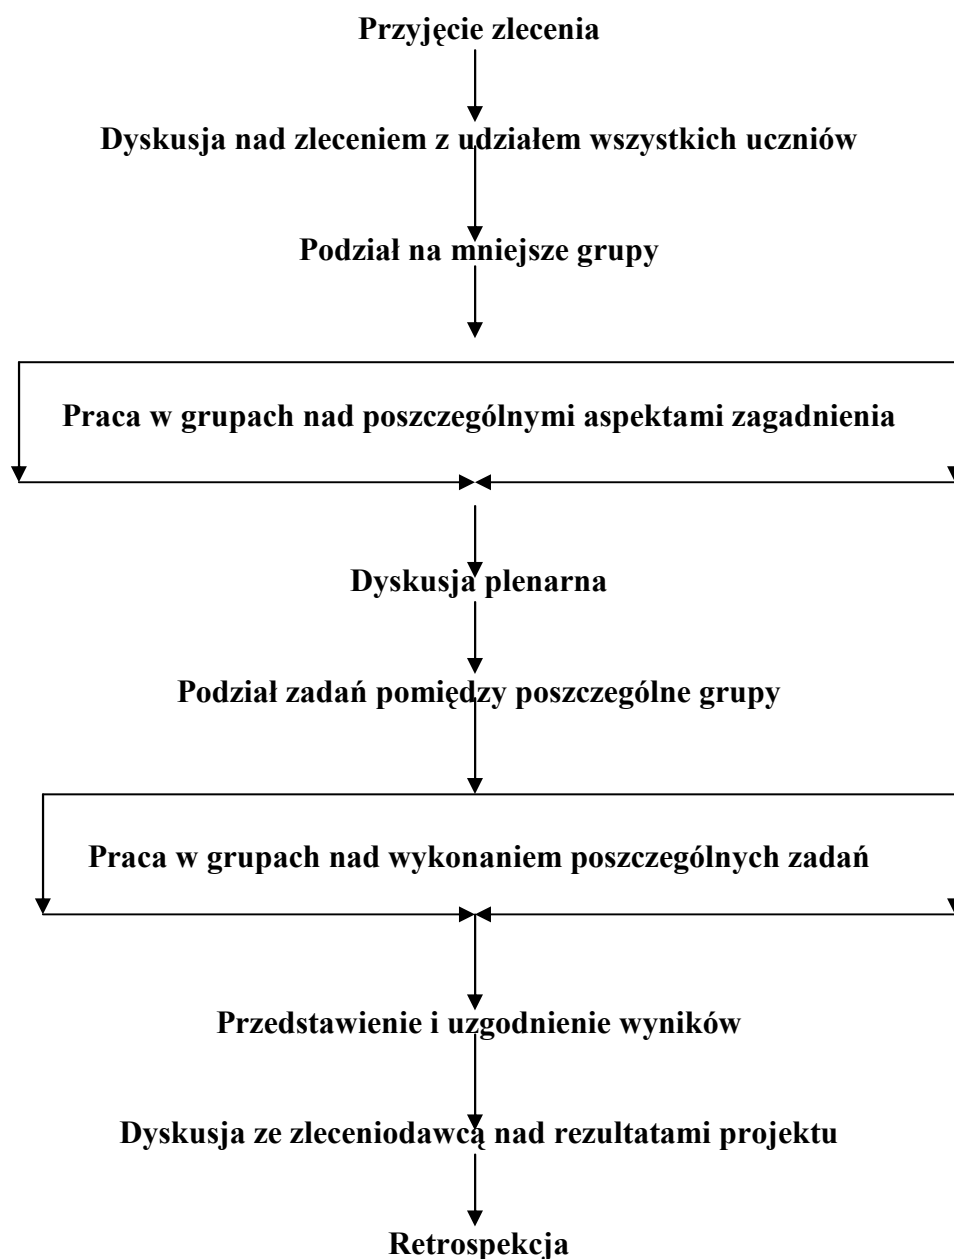 Przyjęcie zlecenia
Dyskusja nad zleceniem z udziałem wszystkich uczniów
Podział na mniejsze grupy
Praca w grupach nad poszczególnymi aspektami zagadnienia
Dyskusja plenarna
Podział zadań pomiędzy poszczególne grupy
Praca w grupach nad wykonaniem poszczególnych zadań
Przedstawienie i uzgodnienie wyników
Dyskusja ze zleceniodawcą nad rezultatami projektu
Retrospekcja